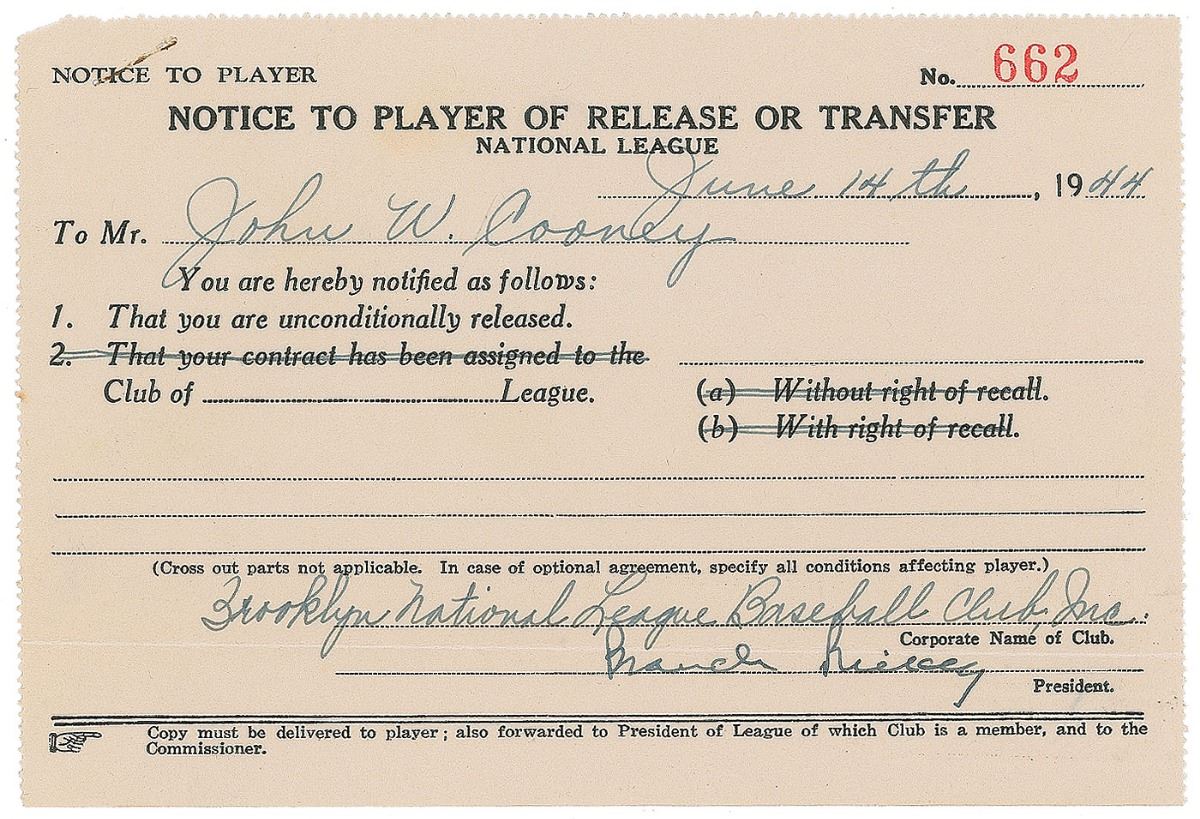 NOTICE TO PLAYER No. 662
NOTICE TO PLAYER OF RELEASE OR TRANSFER
NATIONAL LEAGUE
June 14th, 1944
To Mr. John W. Cooney
You are hereby notified as follows:
1. That you are unconditionally released.
2. That your contract has been assigned to the
Club of League. (a) Without right of recall.
(b) With right of recall.
(Cross out parts not applicable. In case of optional agreement, specify all conditions affecting player.)
Brooklyn National League Baseball Club, Inc.
Corporate Name of Club.
Branch Rickey
President.
Copy must be delivered to player; also forwarded to President of League of which Club is a member, and to the
Commissioner.